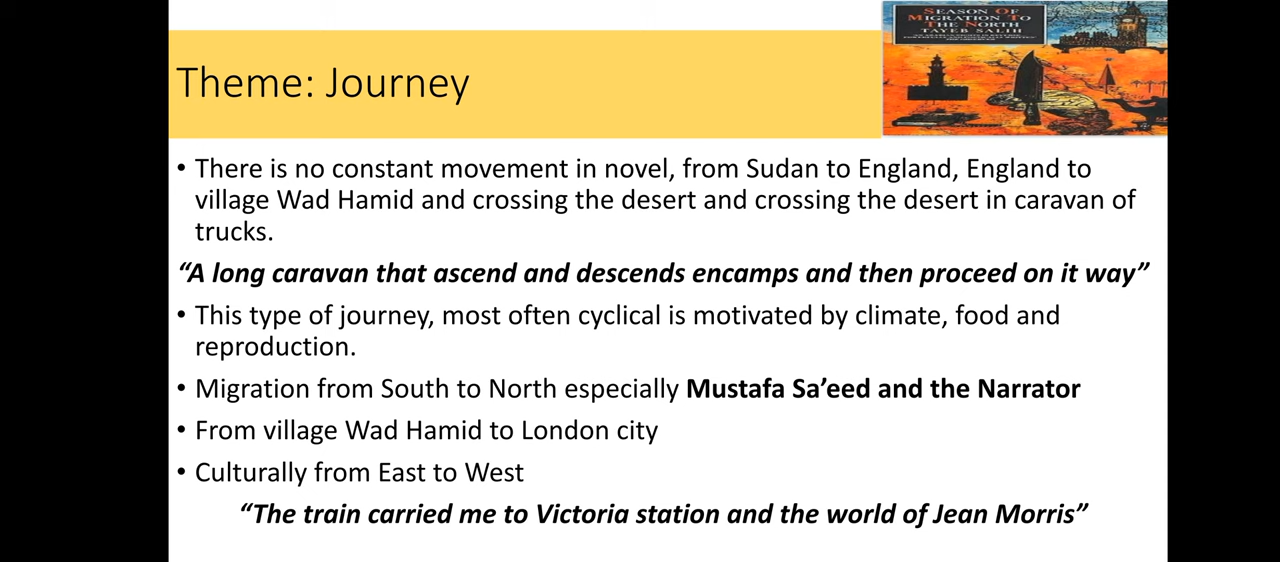 SEASON OF
MIGRATION TO
THE NORTH
TAYEB SALIH
Theme: Journey
• There is no constant movement in novel, from Sudan to England, England to
village Wad Hamid and crossing the desert and crossing the desert in caravan of
trucks.
“A long caravan that ascend and descends encamps and then proceed on it way”
• This type of journey, most often cyclical is motivated by climate, food and
reproduction.
• Migration from South to North especially Mustafa Sa’eed and the Narrator
• From village Wad Hamid to London city
• Culturally from East to West
“The train carried me to Victoria station and the world of Jean Morris”